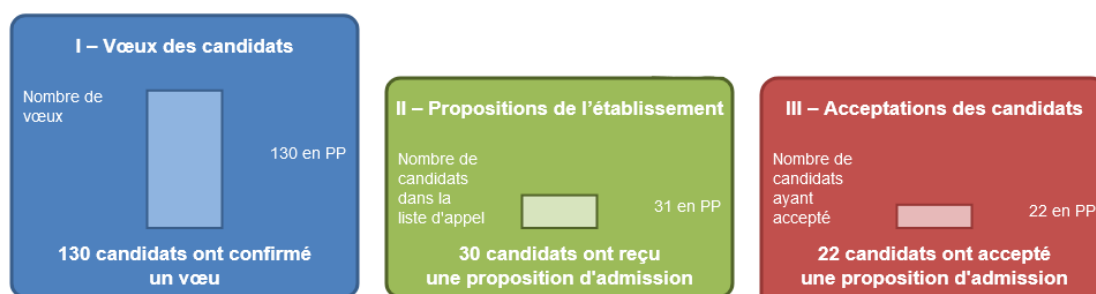 I – Vœux des candidats
Nombre de
vœux
130 en PP
130 candidats ont confirmé
un vœu
II – Propositions de l'établissement
Nombre de
candidats
dans la
liste d'appel
31 en PP
30 candidats ont reçu
une proposition d'admission
III – Acceptations des candidats
Nombre de
candidats
ayant
accepté
22 en PP
22 candidats ont accepté
une proposition d'admission